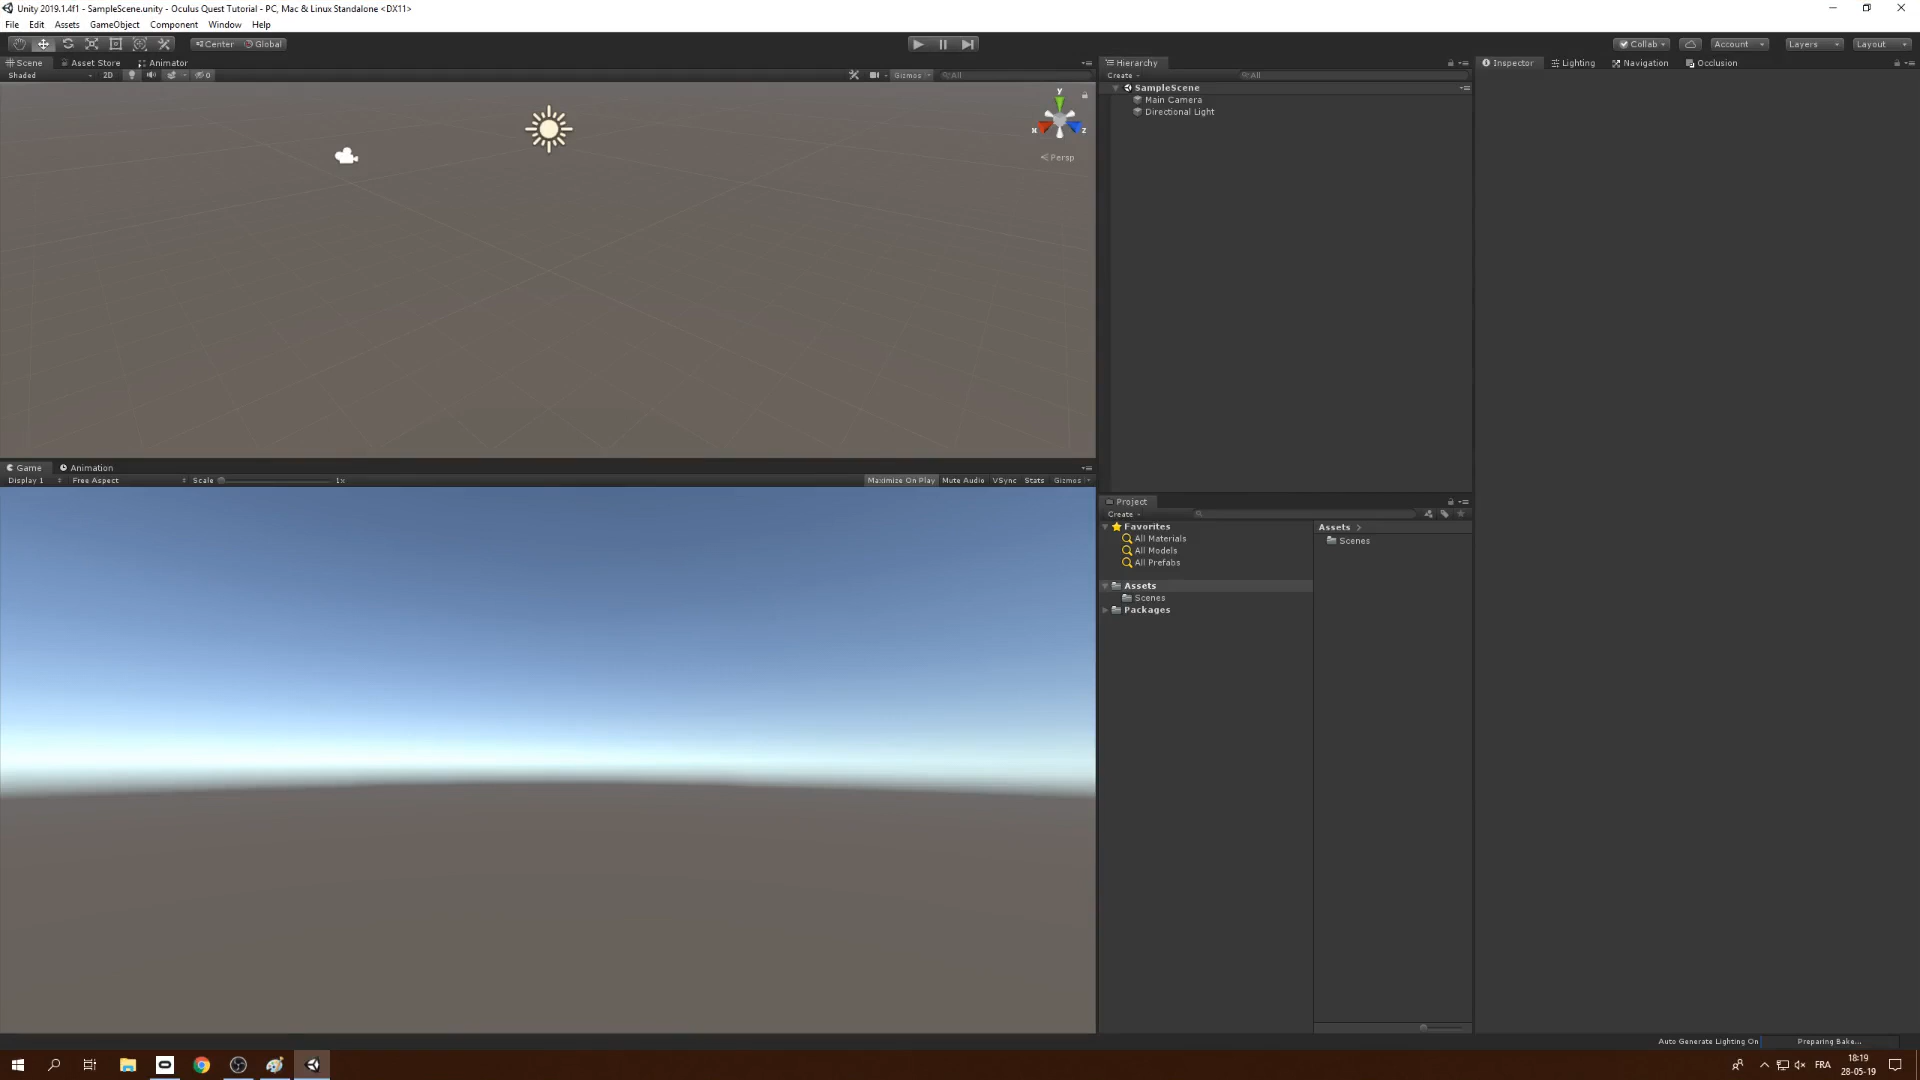 Unity 2019.1.4f1 - SampleScene.unity - Oculus Quest Tutorial - PC, Mac & Linux Standalone <DX11>
File Edit Assets GameObject Component Window Help
Center Global
Collab Account Layers Layout
Scene Asset Store Animator
Shaded 2D 0 Gizmos All
y
x z
Persp
Hierarchy
Create All
SampleScene
Main Camera
Directional Light
Inspector Lighting Navigation Occlusion
Game Animation
Display 1 Free Aspect Scale 1x Maximize On Play Mute Audio VSync Stats Gizmos
Project
Create
Favorites
All Materials
All Models
All Prefabs
Assets
Scenes
Packages
Assets >
Scenes
Auto Generate Lighting On Preparing Bake...
FRA
18:19
28-05-19